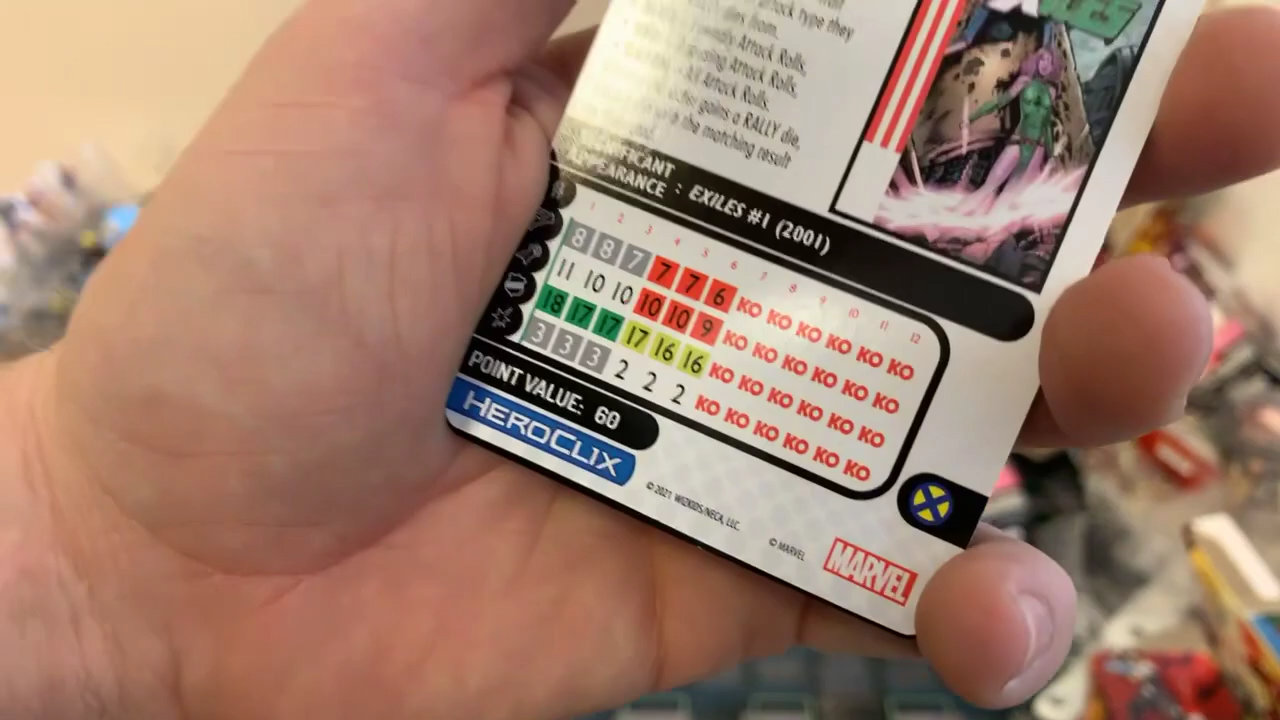 attack type they
from.
Attack Rolls,
using Attack Rolls,
Attack Rolls.
gains a RALLY die,
the matching result
APPEARANCE : EXILES #1 (2001)
1 2 3 4 5 6 7 8 9 10 11 12
8 8 7 7 7 6 KO KO KO KO KO KO
11 10 10 10 10 9 KO KO KO KO KO KO
18 17 17 17 16 16 KO KO KO KO KO KO
3 3 3 2 2 2 KO KO KO KO KO KO
POINT VALUE: 60
HEROCLIX
© 2021 WIZKIDS/NECA, LLC.
© MARVEL
MARVEL